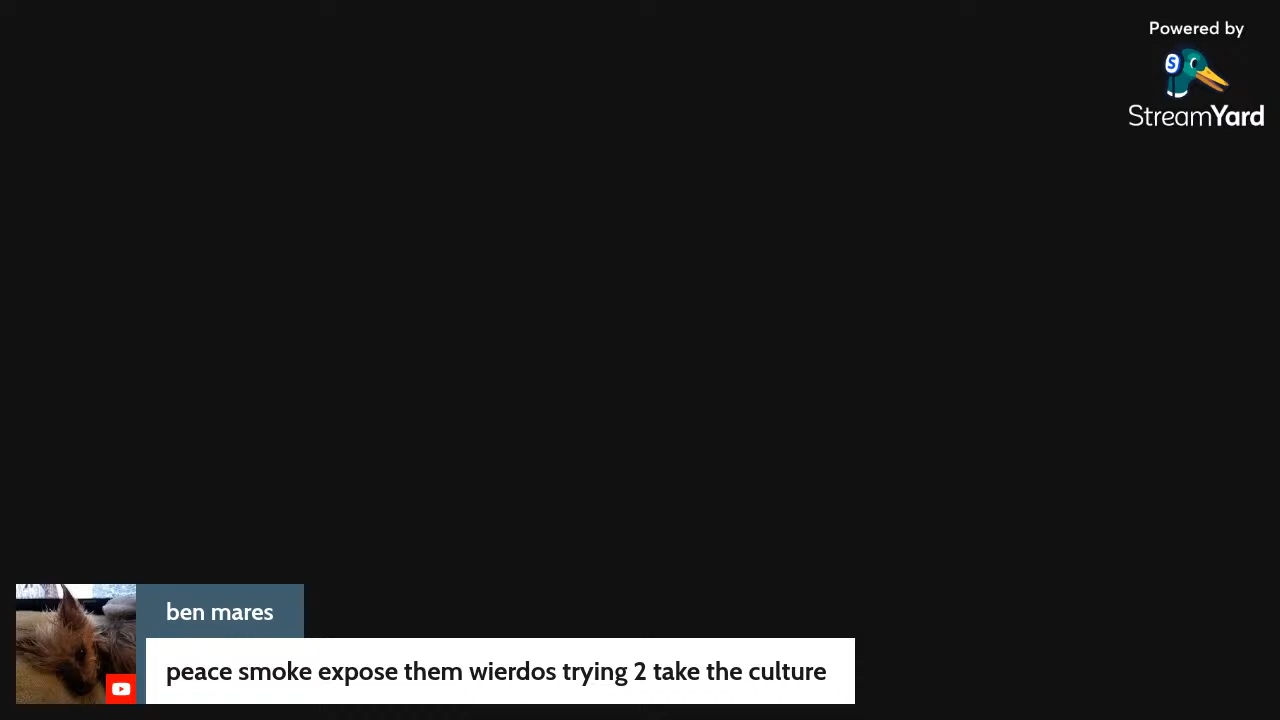 Powered by
S
StreamYard
ben mares
peace smoke expose them wierdos trying 2 take the culture